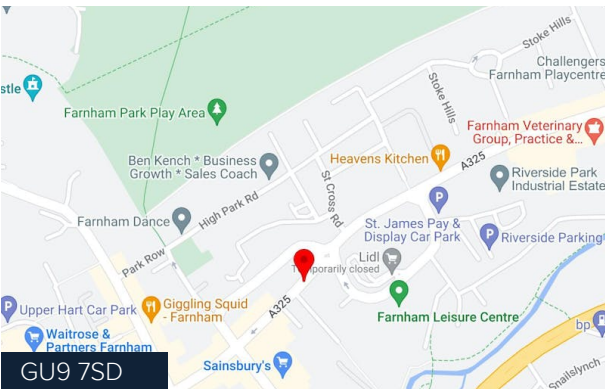 Stoke Hills
Challengers
Farnham Playcentre
stle
Farnham Park Play Area
Stoke Hills
Farnham Veterinary
Group, Practice &...
Ben Kench * Business
Growth * Sales Coach
Heavens Kitchen
A325
Riverside Park
Industrial Estate
St Cross Rd
High Park Rd
Farnham Dance
P
St. James Pay &
Display Car Park
P
Riverside Parking
Park Row
Lidl
Temporarily closed
P
Upper Hart Car Park
Giggling Squid
- Farnham
A325
Farnham Leisure Centre
bp
Waitrose &
Partners Farnham
Sainsbury's
Snailslynch
GU9 7SD